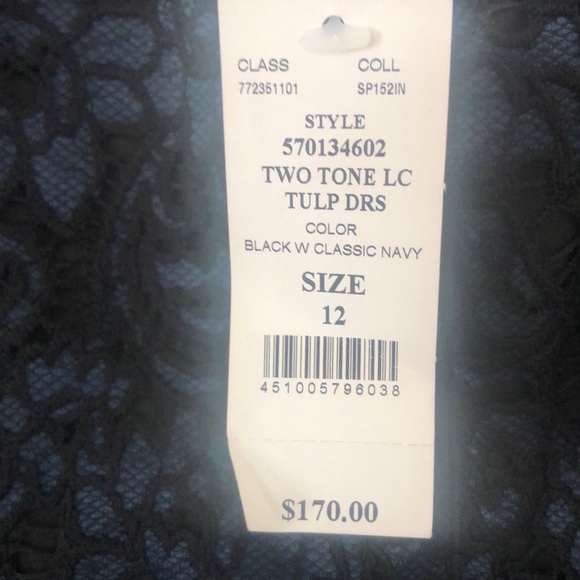 CLASS COLL
772351101 SP152IN
STYLE
570134602
TWO TONE LC
TULP DRS
COLOR
BLACK W CLASSIC NAVY
SIZE
12
451005796038
$170.00